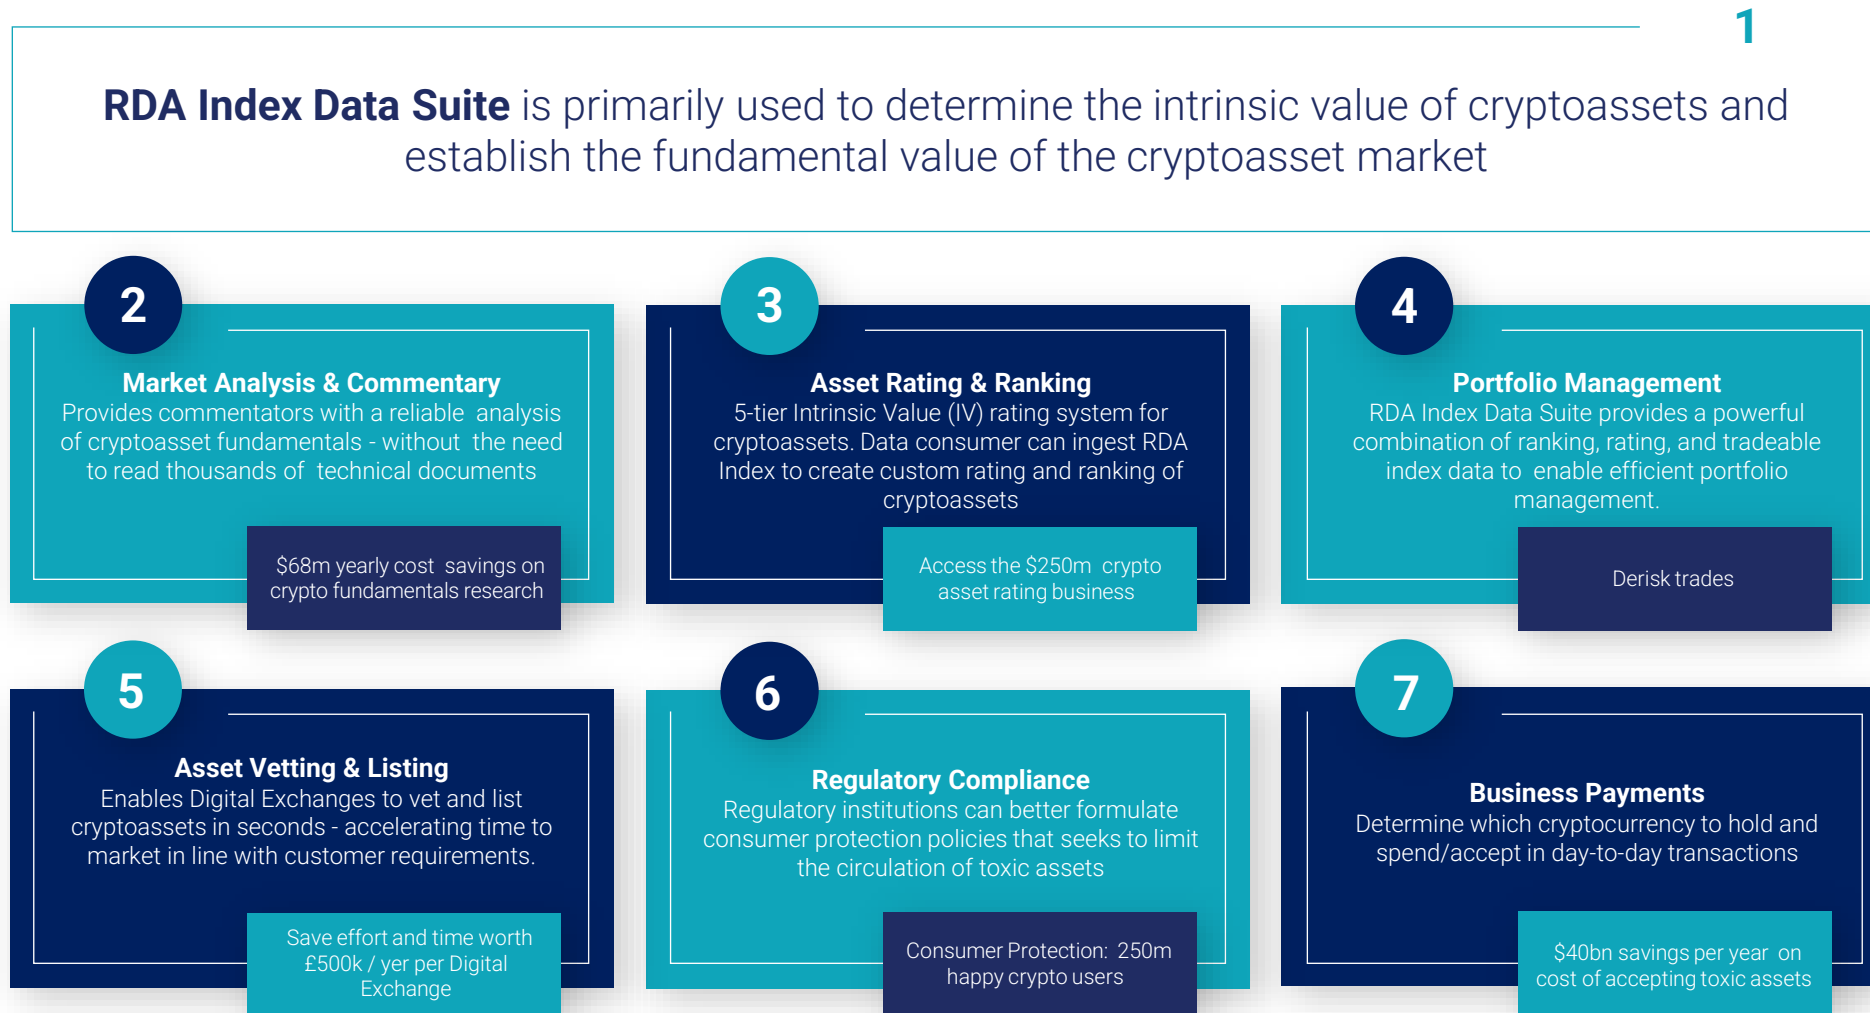 1
RDA Index Data Suite is primarily used to determine the intrinsic value of cryptoassets and
establish the fundamental value of the cryptoasset market
2
Market Analysis & Commentary
Provides commentators with a reliable analysis
of cryptoasset fundamentals - without the need
to read thousands of technical documents
$68m yearly cost savings on
crypto fundamentals research
3
Asset Rating & Ranking
5-tier Intrinsic Value (IV) rating system for
cryptoassets. Data consumer can ingest RDA
Index to create custom rating and ranking of
cryptoassets
Access the $250m crypto
asset rating business
4
Portfolio Management
RDA Index Data Suite provides a powerful
combination of ranking, rating, and tradeable
index data to enable efficient portfolio
management.
Derisk trades
5
Asset Vetting & Listing
Enables Digital Exchanges to vet and list
cryptoassets in seconds - accelerating time to
market in line with customer requirements.
Save effort and time worth
£500k / yer per Digital
Exchange
6
Regulatory Compliance
Regulatory institutions can better formulate
consumer protection policies that seeks to limit
the circulation of toxic assets
Consumer Protection: 250m
happy crypto users
7
Business Payments
Determine which cryptocurrency to hold and
spend/accept in day-to-day transactions
$40bn savings per year on
cost of accepting toxic assets